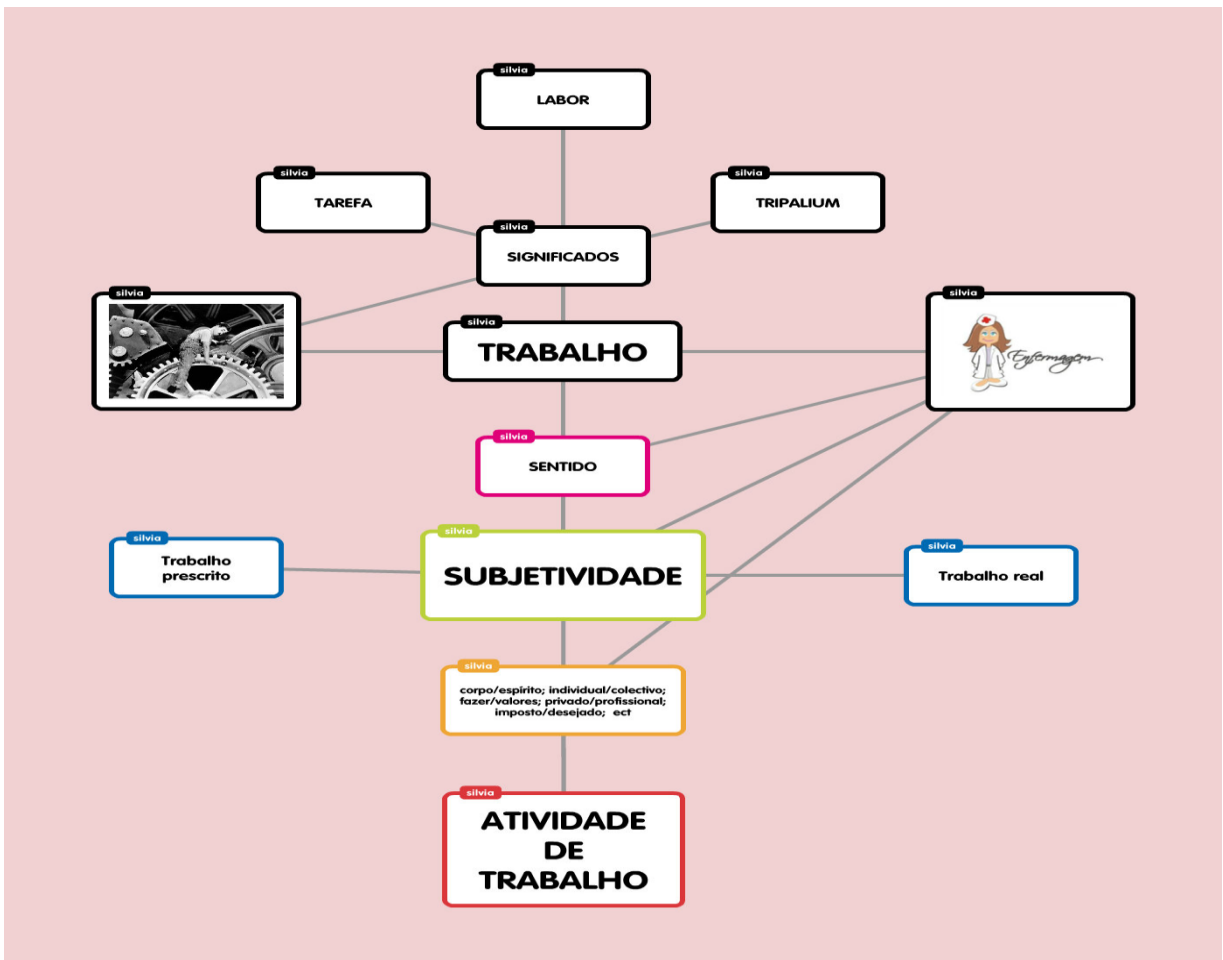 silvia
LABOR
silvia
TAREFA
silvia
TRIPALIUM
silvia
SIGNIFICADOS
silvia
silvia
TRABALHO
silvia
Enfermagem
silvia
SENTIDO
silvia
Trabalho
prescrito
silvia
SUBJETIVIDADE
silvia
Trabalho real
silvia
corpo/espirito; individual/colectivo;
fazer/valores; privado/profissional;
imposto/desejado; ect
silvia
ATIVIDADE
DE
TRABALHO